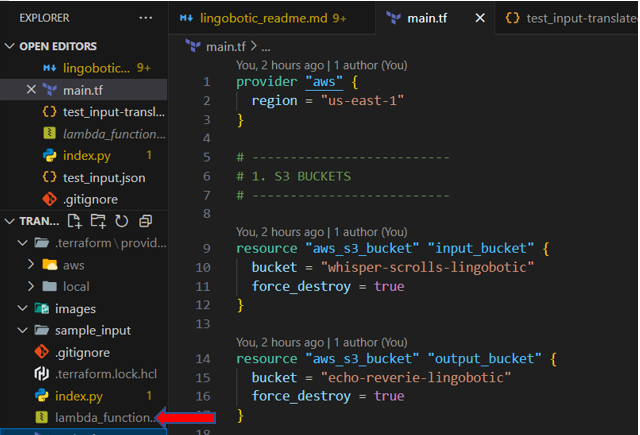 EXPLORER
OPEN EDITORS
lingobotic... 9+
main.tf
test_input-transl...
lambda_function...
index.py 1
test_input.json
.gitignore
TRAN...
.terraform\provid...
aws
local
images
sample_input
.gitignore
.terraform.lock.hcl
index.py 1
lambda_function...
lingobotic_readme.md 9+
main.tf
test_input-translated
main.tf > ...
You, 2 hours ago | 1 author (You)
1 provider "aws" {
2 region = "us-east-1"
3 }
4
5 # --------------------------
6 # 1. S3 BUCKETS
7 # --------------------------
8
You, 2 hours ago | 1 author (You)
9 resource "aws_s3_bucket" "input_bucket" {
10 bucket = "whisper-scrolls-lingobotic"
11 force_destroy = true
12 }
13
You, 2 hours ago | 1 author (You)
14 resource "aws_s3_bucket" "output_bucket" {
15 bucket = "echo-reverie-lingobotic"
16 force_destroy = true
17 }
18